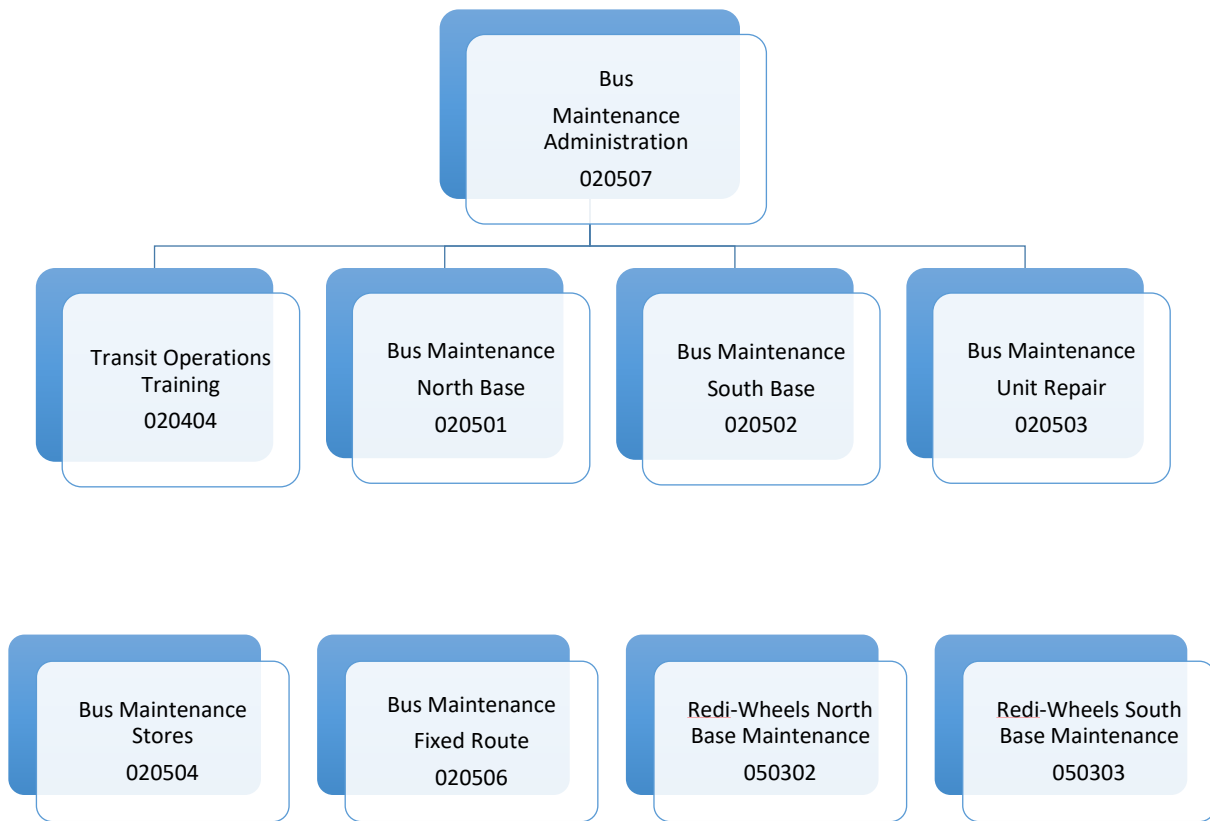 Bus
Maintenance
Administration
020507
Transit Operations
Training
020404
Bus Maintenance
North Base
020501
Bus Maintenance
South Base
020502
Bus Maintenance
Unit Repair
020503
Bus Maintenance
Stores
020504
Bus Maintenance
Fixed Route
020506
Redi-Wheels North
Base Maintenance
050302
Redi-Wheels South
Base Maintenance
050303